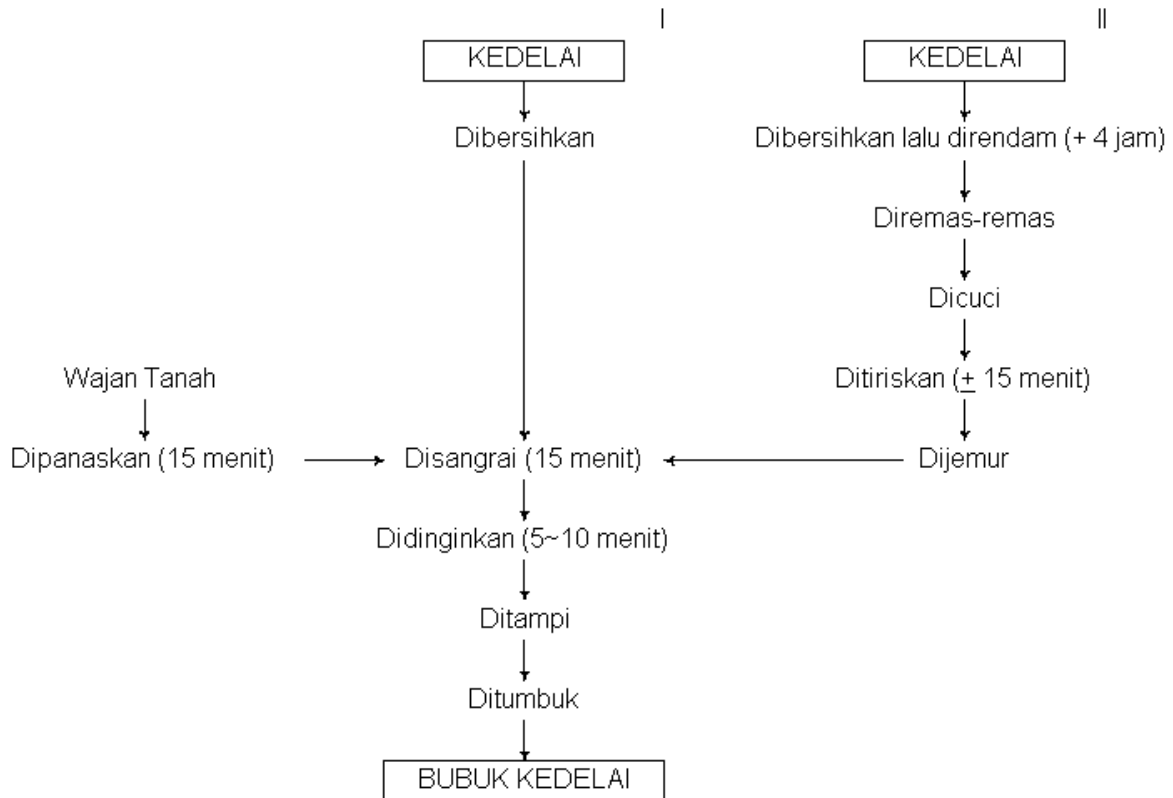 I
II
KEDELAI
KEDELAI
Dibersihkan
Dibersihkan lalu direndam (+ 4 jam)
Diremas-remas
Dicuci
Wajan Tanah
Ditiriskan (± 15 menit)
Dipanaskan (15 menit)
Disangrai (15 menit)
Dijemur
Didinginkan (5~10 menit)
Ditampi
Ditumbuk
BUBUK KEDELAI